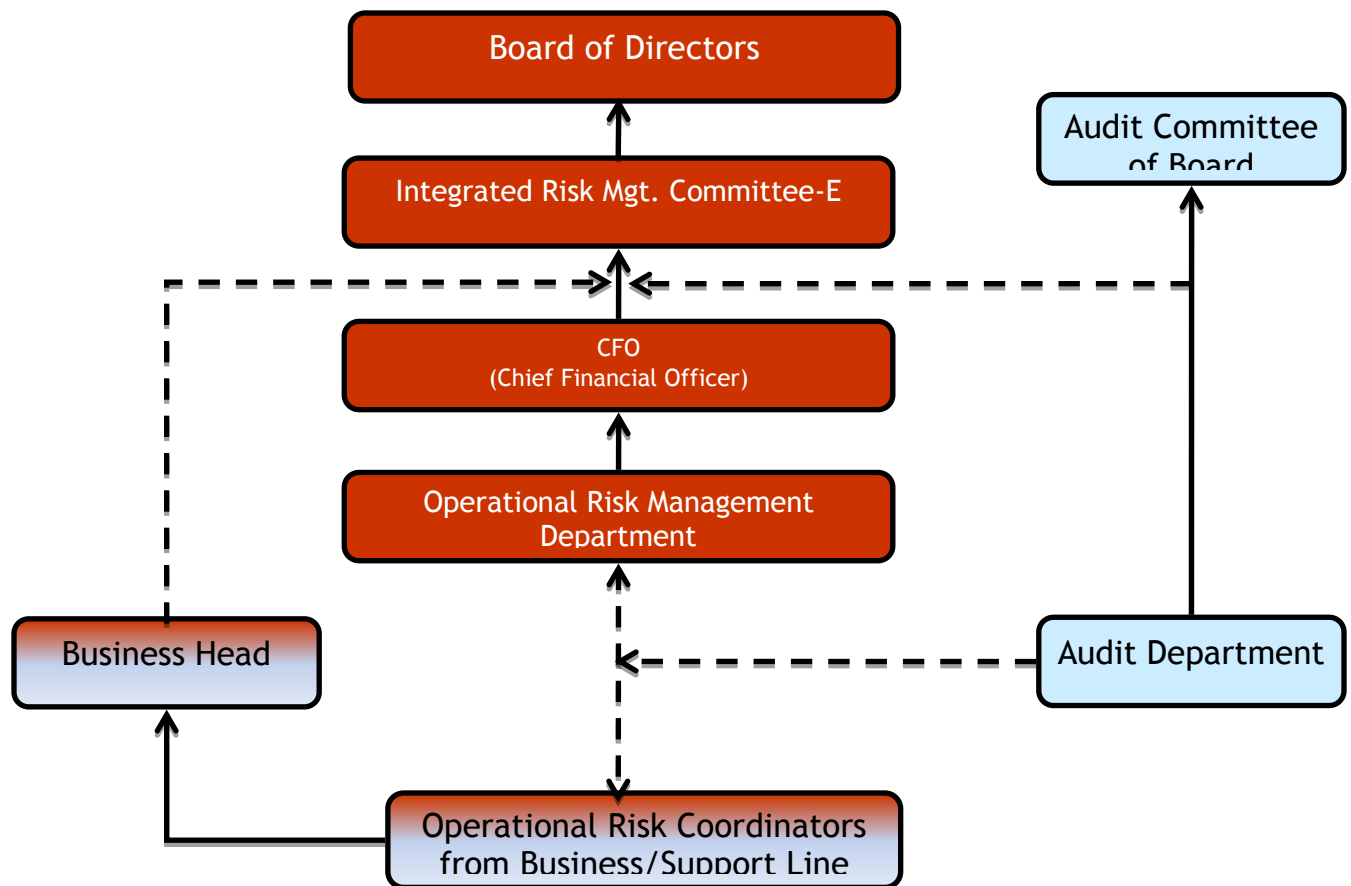 Board of Directors
Audit Committee
of Board
Integrated Risk Mgt. Committee-E
CFO
(Chief Financial Officer)
Operational Risk Management
Department
Business Head
Audit Department
Operational Risk Coordinators
from Business/Support Line